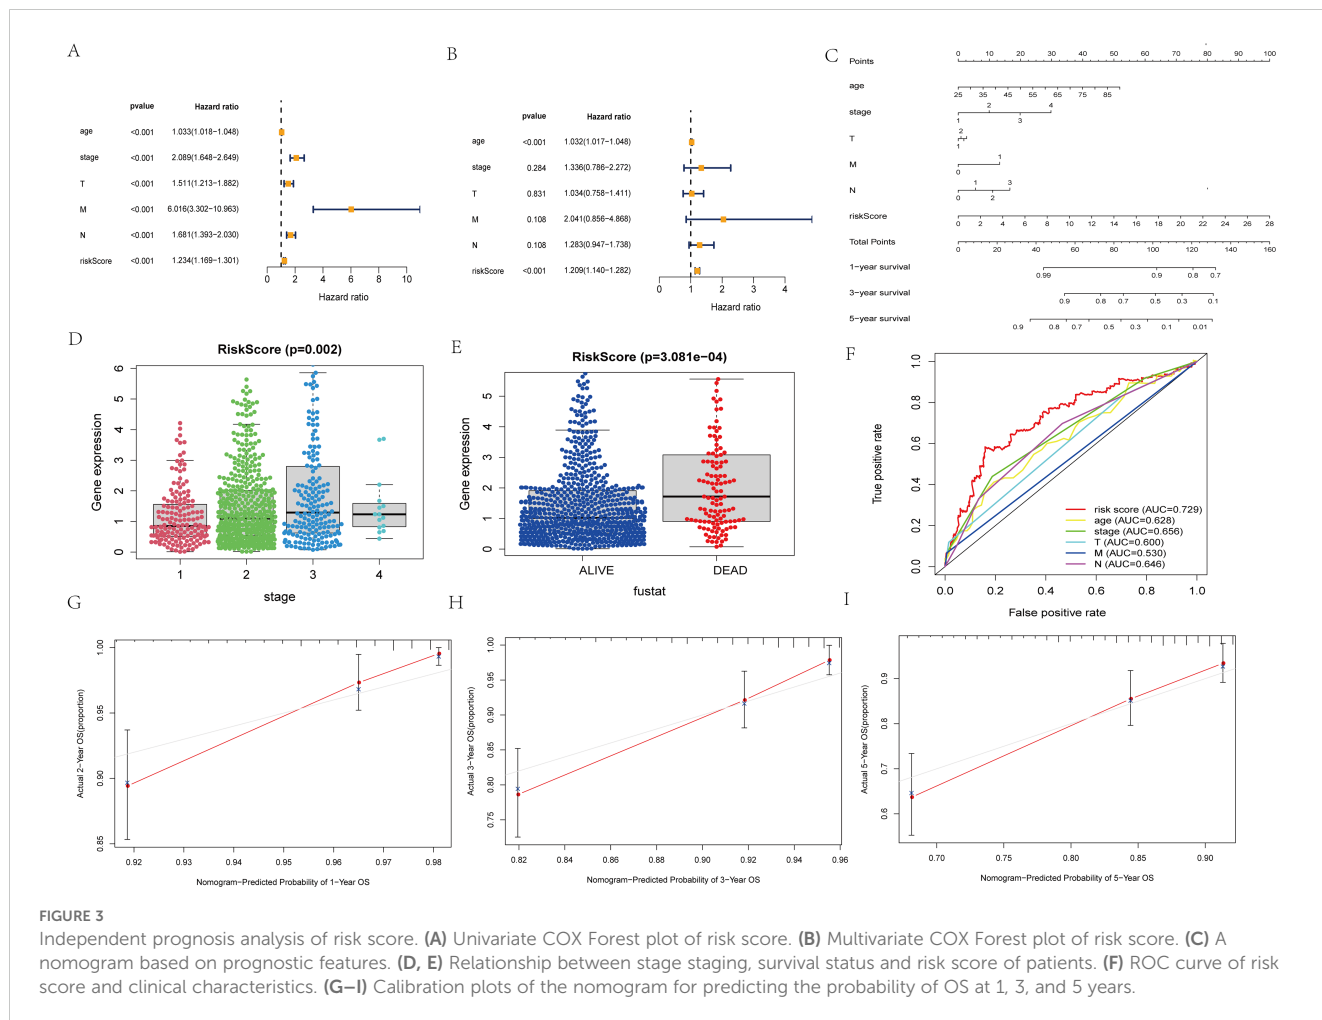 A
pvalue Hazard ratio
age <0.001 1.033(1.018−1.048)
stage <0.001 2.089(1.648−2.649)
T <0.001 1.511(1.213−1.882)
M <0.001 6.016(3.302−10.963)
N <0.001 1.681(1.393−2.030)
riskScore <0.001 1.234(1.169−1.301)
0 2 4 6 8 10
Hazard ratio
B
pvalue Hazard ratio
age <0.001 1.032(1.017−1.048)
stage 0.284 1.336(0.786−2.272)
T 0.831 1.034(0.758−1.411)
M 0.108 2.041(0.856−4.868)
N 0.108 1.283(0.947−1.738)
riskScore <0.001 1.209(1.140−1.282)
0 1 2 3 4
Hazard ratio
C
Points 0 10 20 30 40 50 60 70 80 90 100
age
25 35 45 55 65 75 85
stage
2 4
1 3
T
2
1
M
1
0
N
1 3
0 2
riskScore
0 2 4 6 8 10 12 14 16 18 20 22 24 26 28
Total Points
0 20 40 60 80 100 120 140 160
1−year survival
0.99 0.9 0.8 0.7
3−year survival
0.9 0.8 0.7 0.5 0.3 0.1
5−year survival
0.9 0.8 0.7 0.5 0.3 0.1 0.01
D
RiskScore (p=0.002)
Gene expression
6
5
4
3
2
1
0
1 2 3 4
stage
E
RiskScore (p=3.081e−04)
Gene expression
5
4
3
2
1
0
ALIVE DEAD
fustat
F
True positive rate
1.0
0.8
0.6
0.4
0.2
0.0
risk score (AUC=0.729)
age (AUC=0.628)
stage (AUC=0.656)
T (AUC=0.600)
M (AUC=0.530)
N (AUC=0.646)
0.0 0.2 0.4 0.6 0.8 1.0
False positive rate
G
Actual 2−Year OS(proportion)
1.00
0.95
0.90
0.85
0.92 0.93 0.94 0.95 0.96 0.97 0.98
Nomogram−Predicted Probability of 1−Year OS
H
Actual 3−Year OS(proportion)
1.00
0.95
0.90
0.85
0.80
0.75
0.82 0.84 0.86 0.88 0.90 0.92 0.94 0.96
Nomogram−Predicted Probability of 3−Year OS
I
Actual 5−Year OS(proportion)
0.9
0.8
0.7
0.6
0.70 0.75 0.80 0.85 0.90
Nomogram−Predicted Probability of 5−Year OS
FIGURE 3
Independent prognosis analysis of risk score. (A) Univariate COX Forest plot of risk score. (B) Multivariate COX Forest plot of risk score. (C) A
nomogram based on prognostic features. (D, E) Relationship between stage staging, survival status and risk score of patients. (F) ROC curve of risk
score and clinical characteristics. (G–I) Calibration plots of the nomogram for predicting the probability of OS at 1, 3, and 5 years.